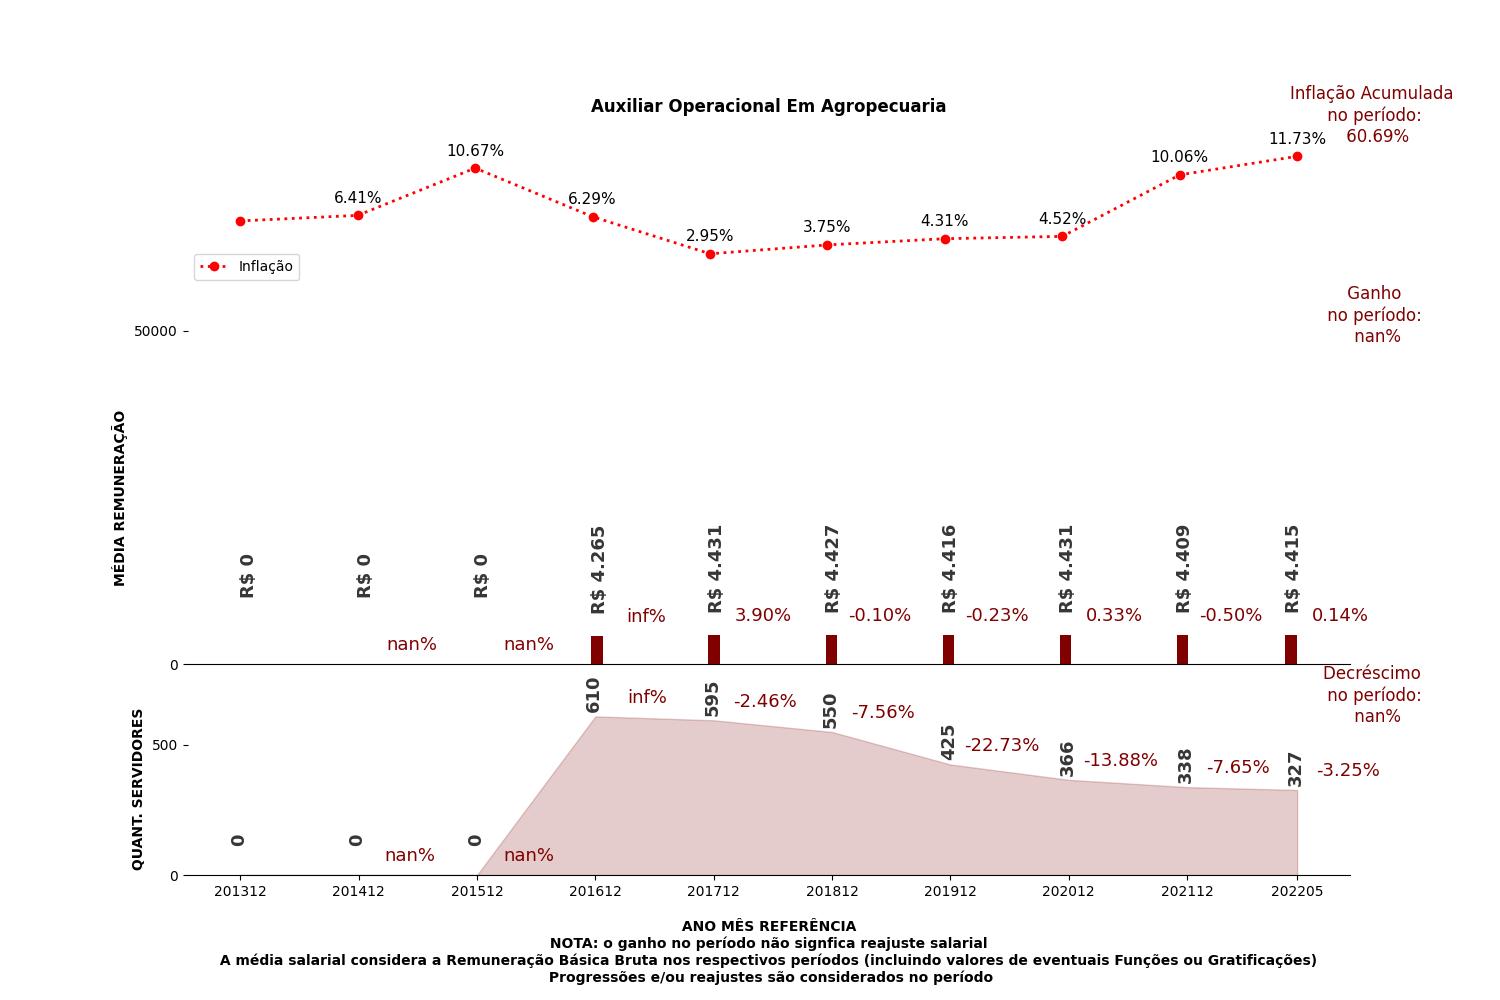 Auxiliar Operacional Em Agropecuaria
Inflação Acumulada
no período:
60.69%
6.41%
10.67%
6.29%
2.95%
3.75%
4.31%
4.52%
10.06%
11.73%
Inflação
Ganho
no período:
nan%
50000
0
MÉDIA REMUNERAÇÃO
R$ 0
R$ 0
R$ 0
R$ 4.265
R$ 4.431
R$ 4.427
R$ 4.416
R$ 4.431
R$ 4.409
R$ 4.415
nan%
nan%
inf%
3.90%
-0.10%
-0.23%
0.33%
-0.50%
0.14%
Decréscimo
no período:
nan%
QUANT. SERVIDORES
500
0
0
0
0
610
595
550
425
366
338
327
nan%
nan%
inf%
-2.46%
-7.56%
-22.73%
-13.88%
-7.65%
-3.25%
201312
201412
201512
201612
201712
201812
201912
202012
202112
202205
ANO MÊS REFERÊNCIA
NOTA: o ganho no período não signfica reajuste salarial
A média salarial considera a Remuneração Básica Bruta nos respectivos períodos (incluindo valores de eventuais Funções ou Gratificações)
Progressões e/ou reajustes são considerados no período